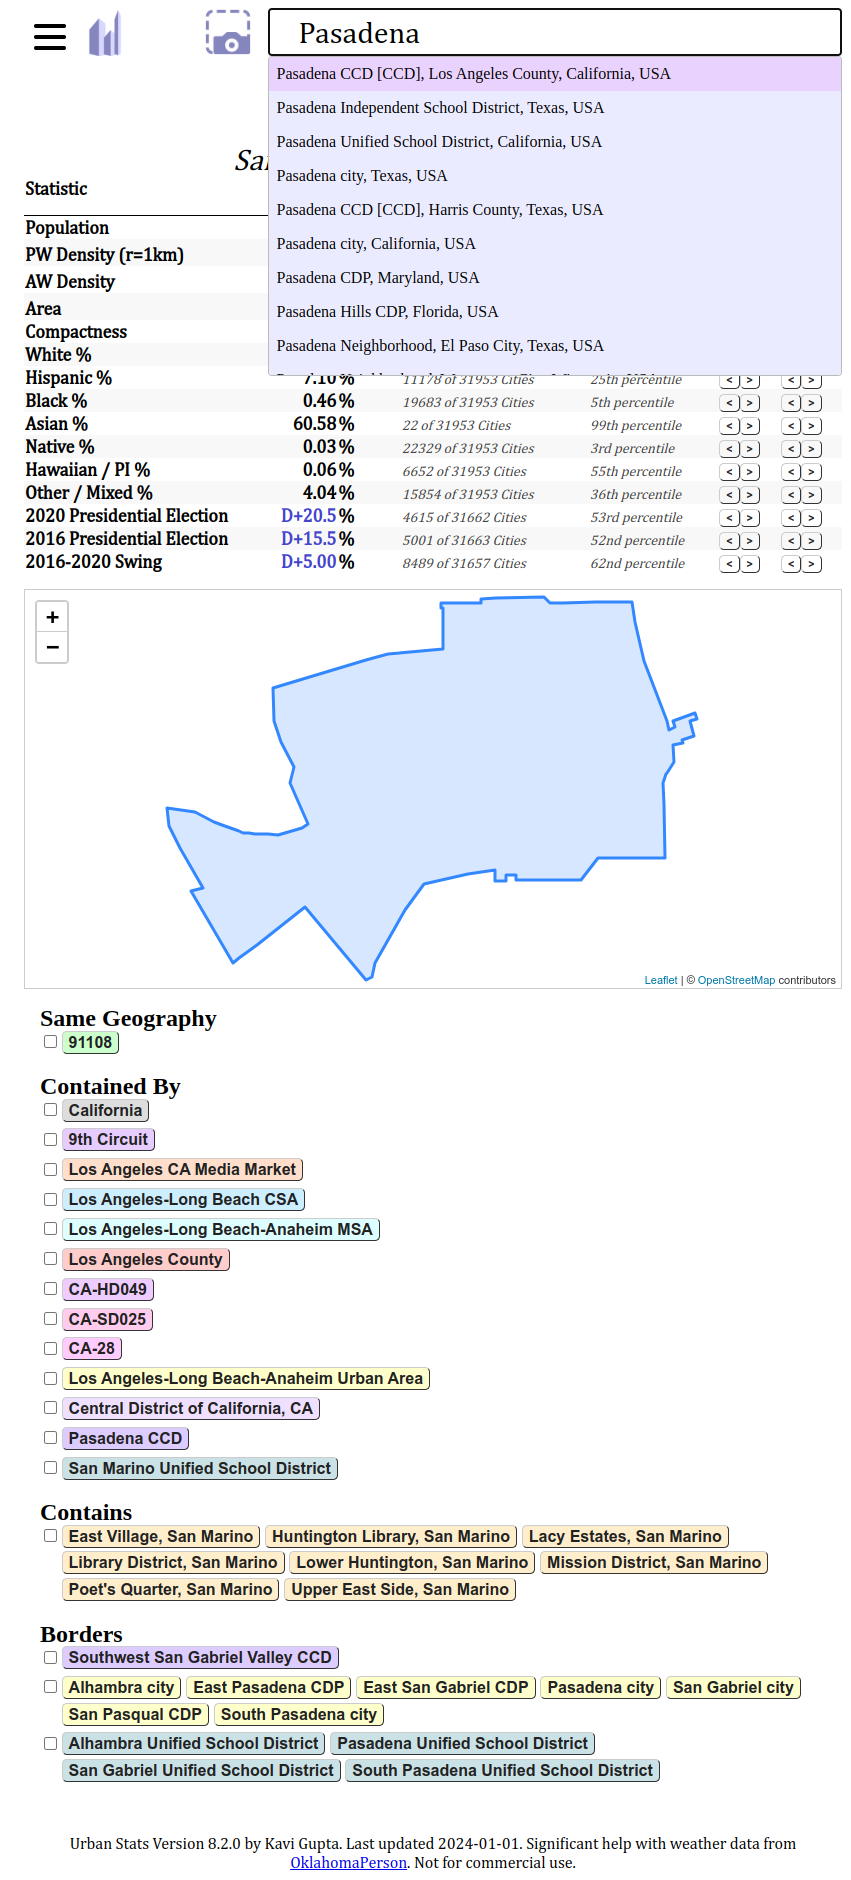 Pasadena
Pasadena CCD [CCD], Los Angeles County, California, USA
Pasadena Independent School District, Texas, USA
Pasadena Unified School District, California, USA
Pasadena city, Texas, USA
Pasadena CCD [CCD], Harris County, Texas, USA
Pasadena city, California, USA
Pasadena CDP, Maryland, USA
Pasadena Hills CDP, Florida, USA
Pasadena Neighborhood, El Paso City, Texas, USA
Statistic
Population
PW Density (r=1km)
AW Density
Area
Compactness
White %
Hispanic % 7.10% 11178 of 31953 Cities 25th percentile < > < >
Black % 0.46% 19683 of 31953 Cities 5th percentile < > < >
Asian % 60.58% 22 of 31953 Cities 99th percentile < > < >
Native % 0.03% 22329 of 31953 Cities 3rd percentile < > < >
Hawaiian / PI % 0.06% 6652 of 31953 Cities 55th percentile < > < >
Other / Mixed % 4.04% 15854 of 31953 Cities 36th percentile < > < >
2020 Presidential Election D+20.5% 4615 of 31662 Cities 53rd percentile < > < >
2016 Presidential Election D+15.5% 5001 of 31663 Cities 52nd percentile < > < >
2016-2020 Swing D+5.00% 8489 of 31657 Cities 62nd percentile < > < >
+
−
Leaflet | © OpenStreetMap contributors
Same Geography
91108
Contained By
California
9th Circuit
Los Angeles CA Media Market
Los Angeles-Long Beach CSA
Los Angeles-Long Beach-Anaheim MSA
Los Angeles County
CA-HD049
CA-SD025
CA-28
Los Angeles-Long Beach-Anaheim Urban Area
Central District of California, CA
Pasadena CCD
San Marino Unified School District
Contains
East Village, San Marino Huntington Library, San Marino Lacy Estates, San Marino
Library District, San Marino Lower Huntington, San Marino Mission District, San Marino
Poet's Quarter, San Marino Upper East Side, San Marino
Borders
Southwest San Gabriel Valley CCD
Alhambra city East Pasadena CDP East San Gabriel CDP Pasadena city San Gabriel city
San Pasqual CDP South Pasadena city
Alhambra Unified School District Pasadena Unified School District
San Gabriel Unified School District South Pasadena Unified School District
Urban Stats Version 8.2.0 by Kavi Gupta. Last updated 2024-01-01. Significant help with weather data from
OklahomaPerson. Not for commercial use.